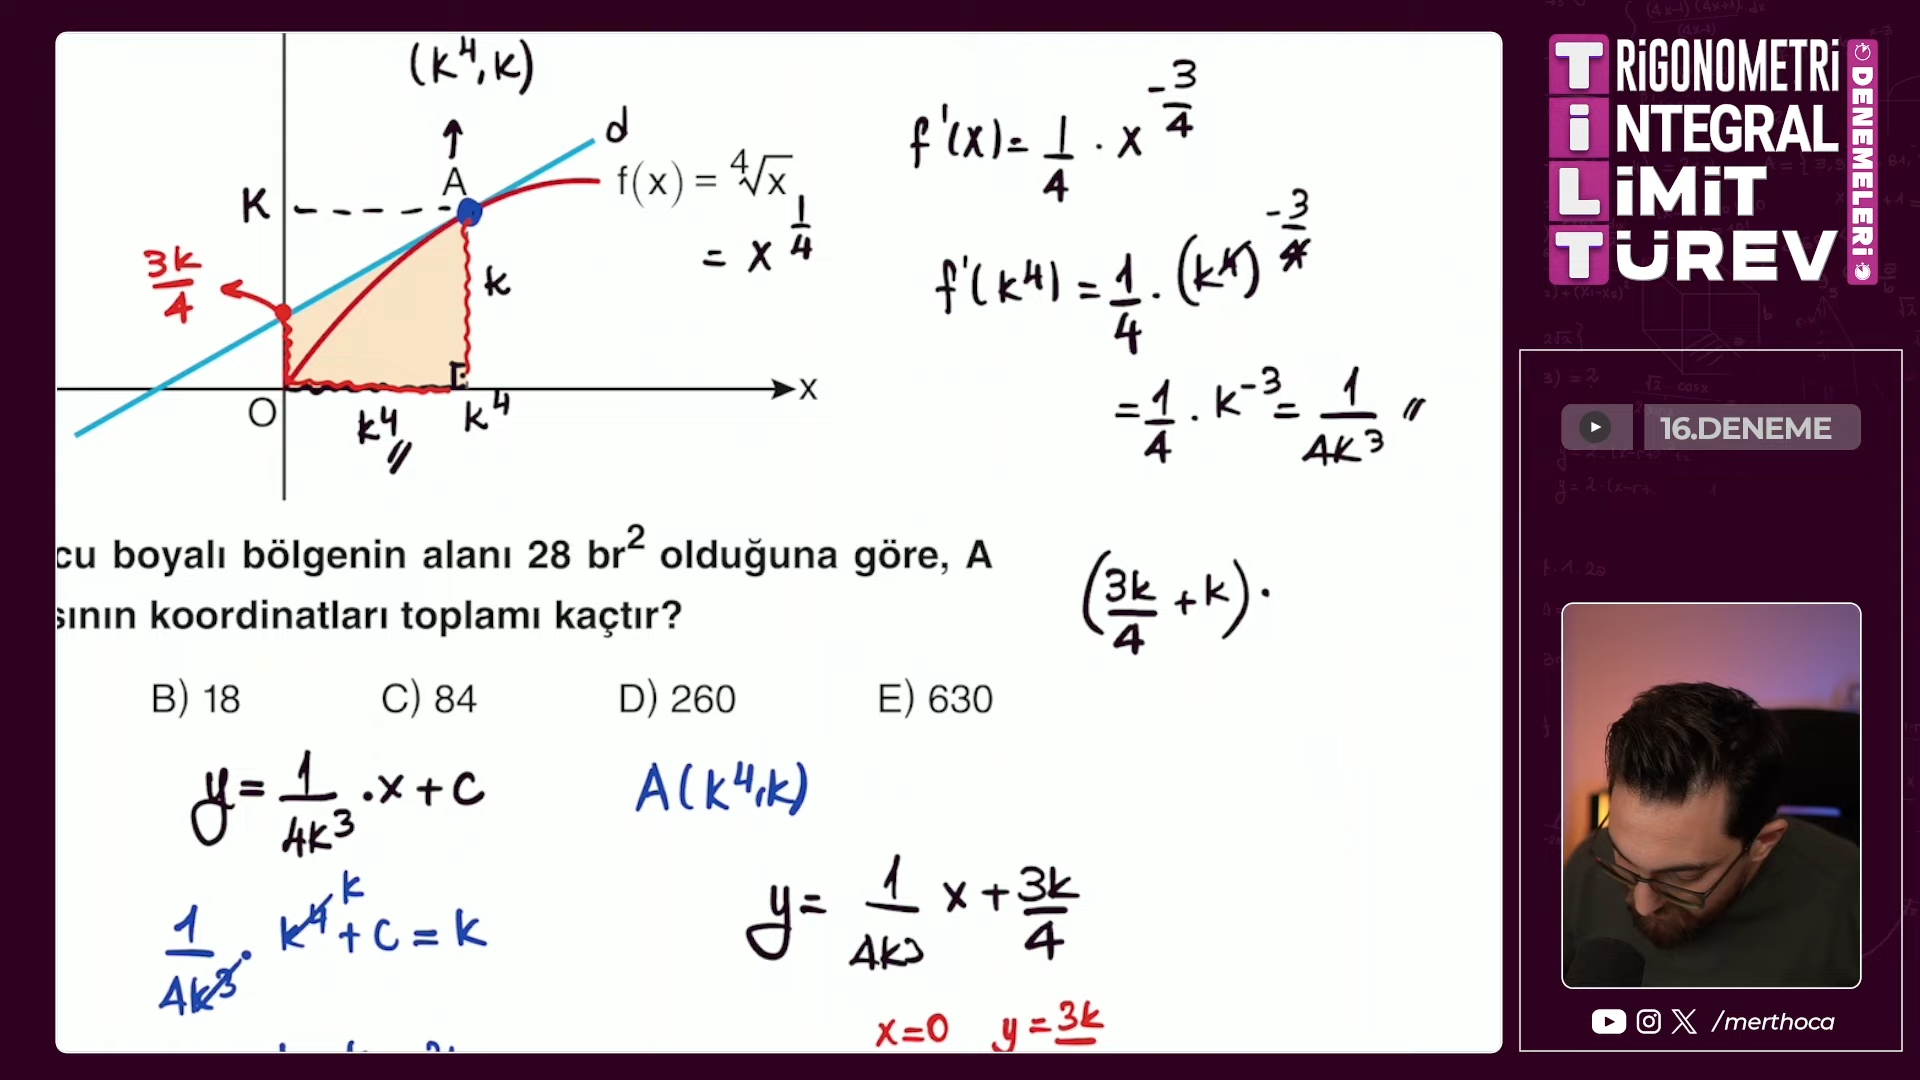 (k⁴, k)
d
A
f(x) = ⁴√x
= x^(1/4)
K
3k/4
k
O
k⁴
k⁴
x
f'(x) = 1/4 · x^(-3/4)
f'(k⁴) = 1/4 · (k⁴)^(-3/4)
= 1/4 · k^(-3) = 1/4k³
cu boyalı bölgenin alanı 28 br² olduğuna göre, A
sının koordinatları toplamı kaçtır?
(3k/4 + k) ·
B) 18 C) 84 D) 260 E) 630
y = 1/4k³ · x + c
A(k⁴, k)
1/4k³ · k⁴ + c = k
k
y = 1/4k³ x + 3k/4
x=0 y = 3k
TRiGONOMETRi
iNTEGRAL
LiMiT
TÜREV
DENEMELERİ
16.DENEME
/merthoca